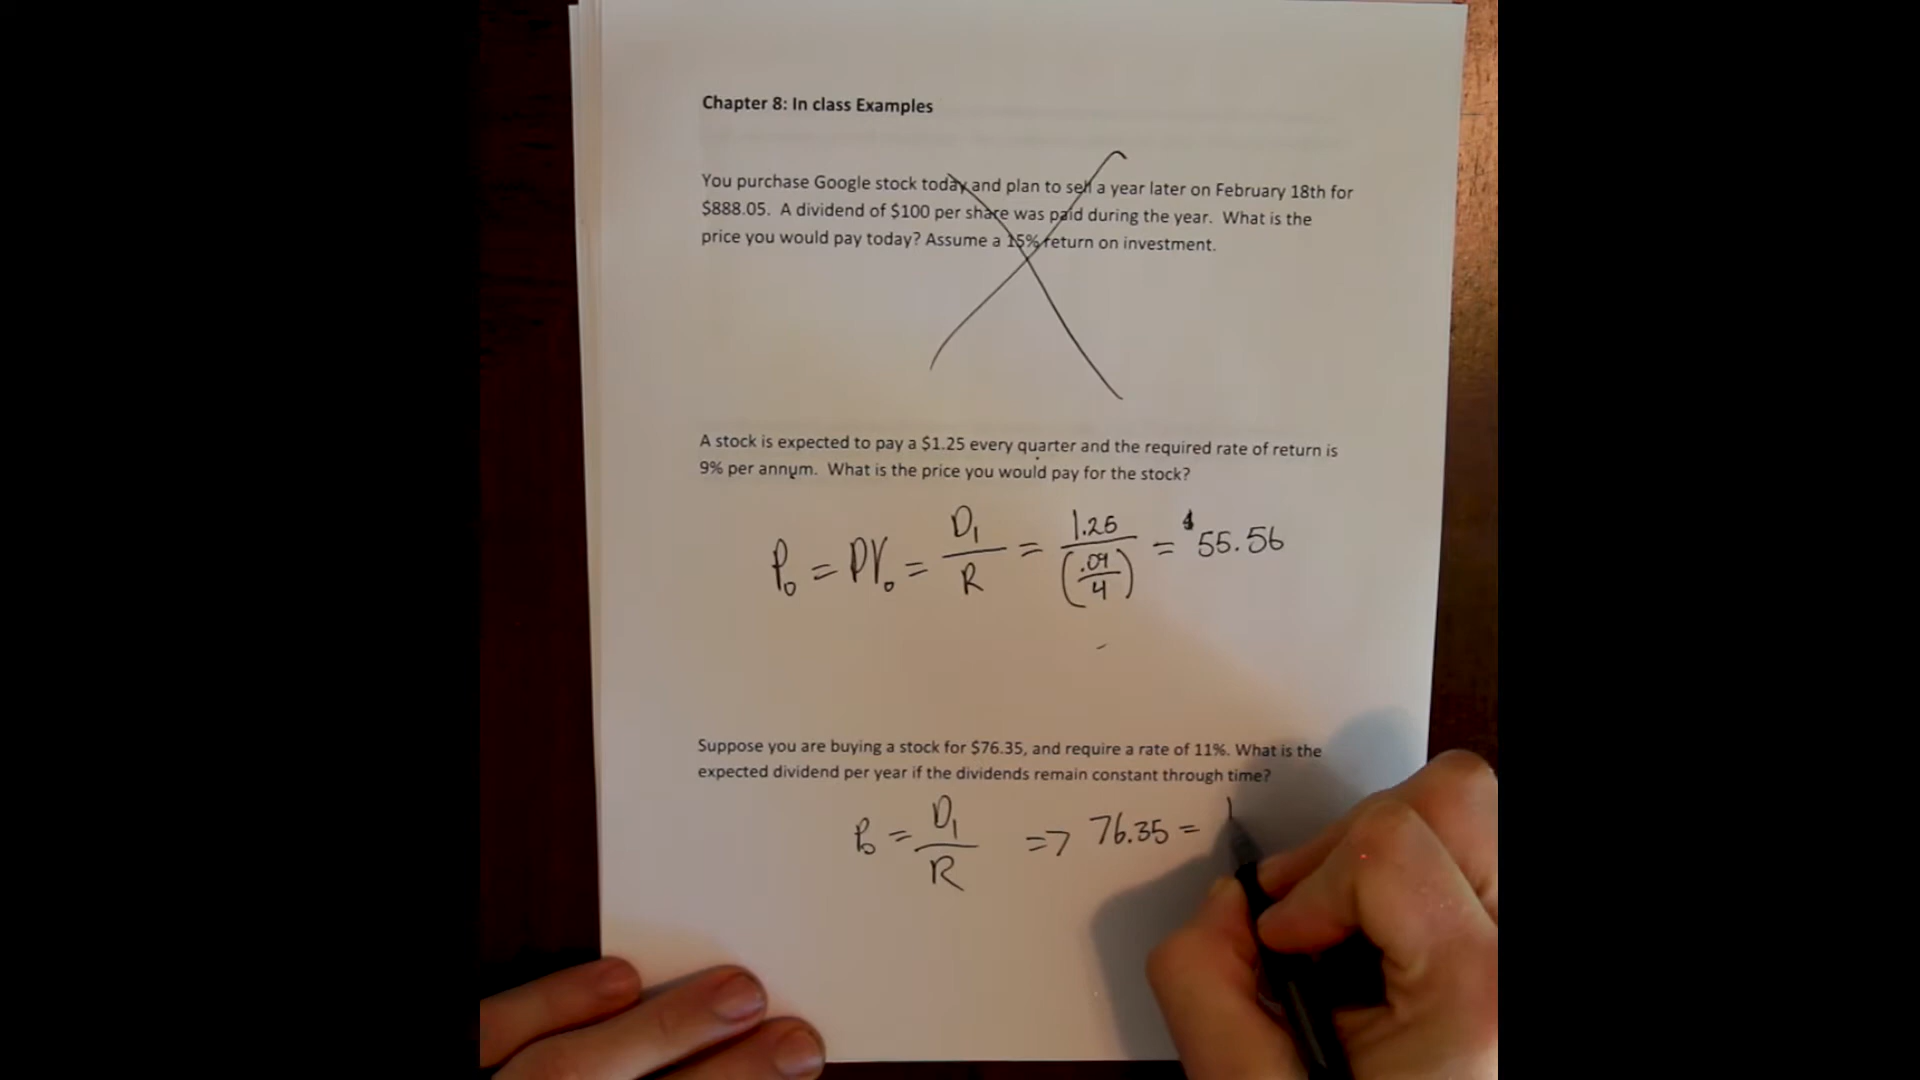 Chapter 8: In class Examples
You purchase Google stock today and plan to sell a year later on February 18th for
$888.05. A dividend of $100 per share was paid during the year. What is the
price you would pay today? Assume a 15% return on investment.
A stock is expected to pay a $1.25 every quarter and the required rate of return is
9% per annum. What is the price you would pay for the stock?
P₀ = PV₀ = D₁/R = 1.25/(.09/4) = $55.56
Suppose you are buying a stock for $76.35, and require a rate of 11%. What is the
expected dividend per year if the dividends remain constant through time?
P₀ = D₁/R => 76.35 =